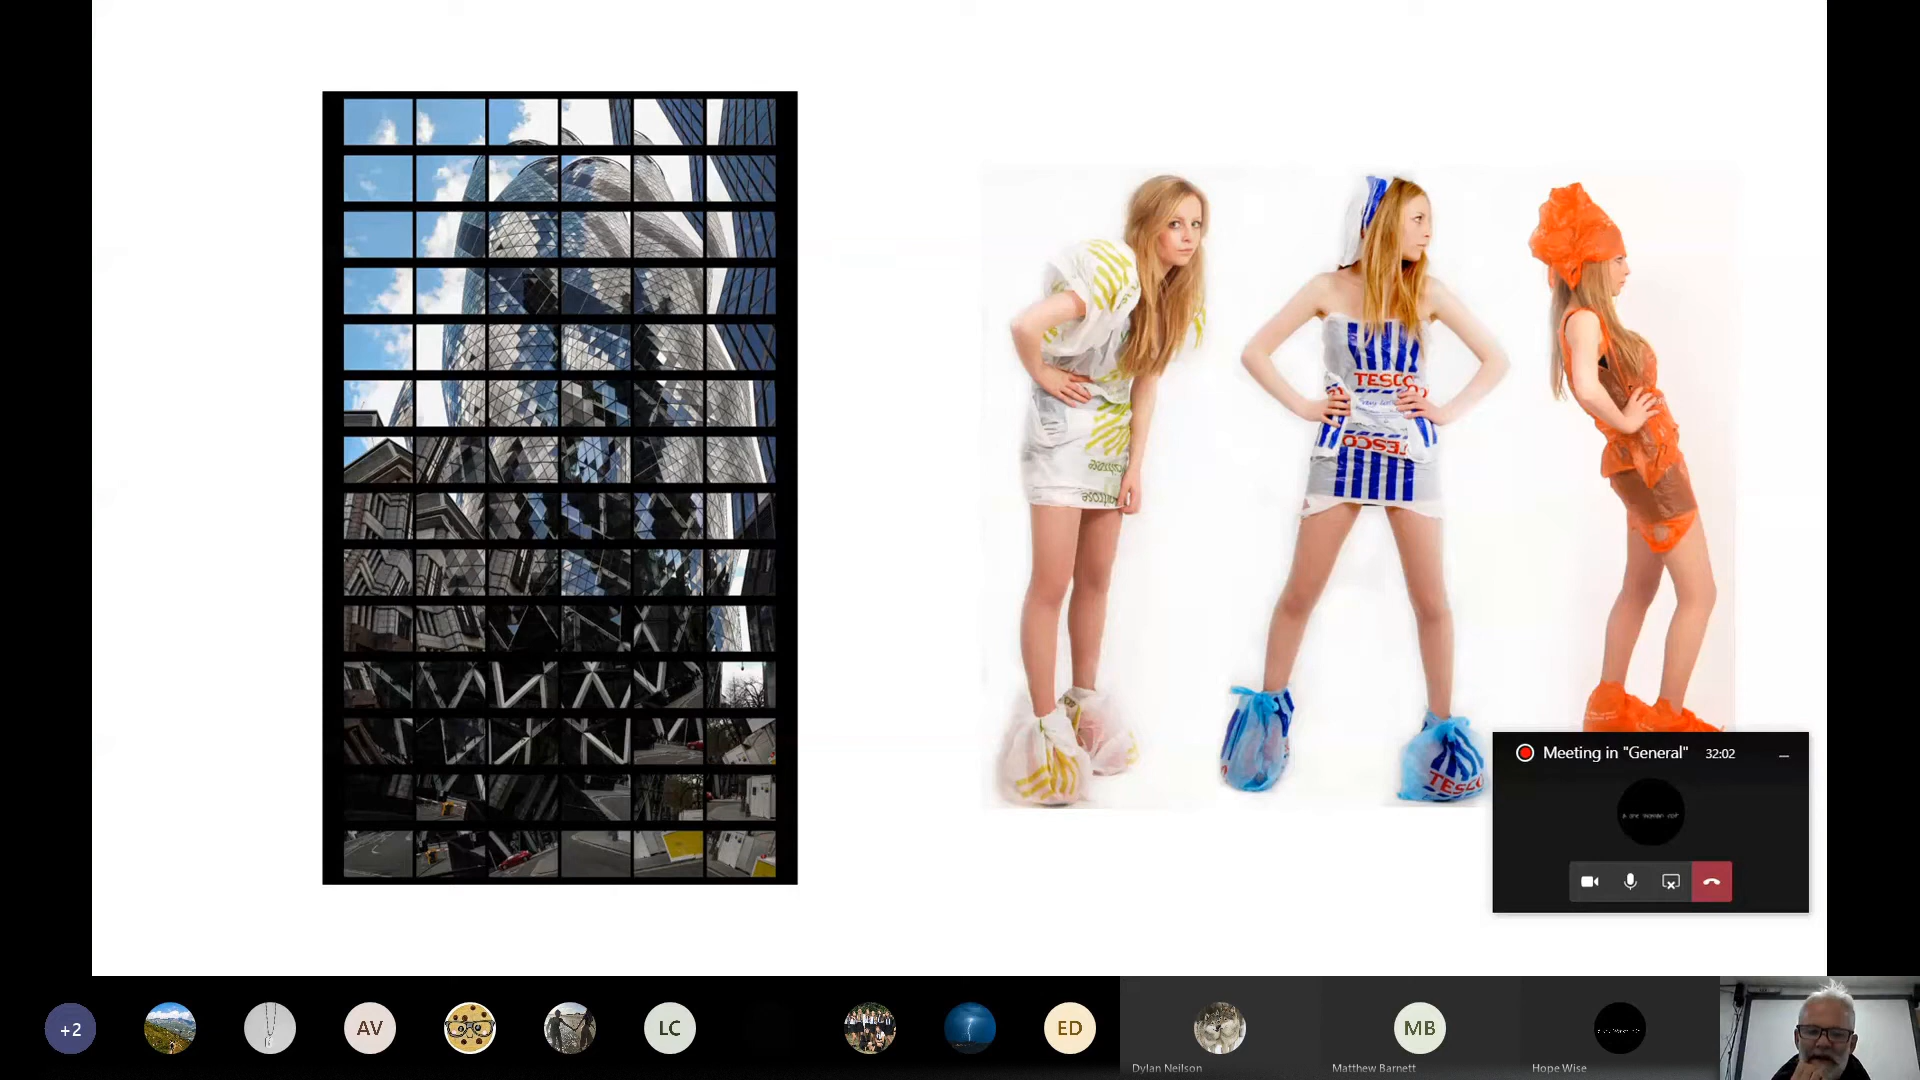 TESCO
TESCO
TESCO
Meeting in "General" 32:02
+2
AV
LC
ED
MB
Dylan Neilson
Matthew Barnett
Hope Wise